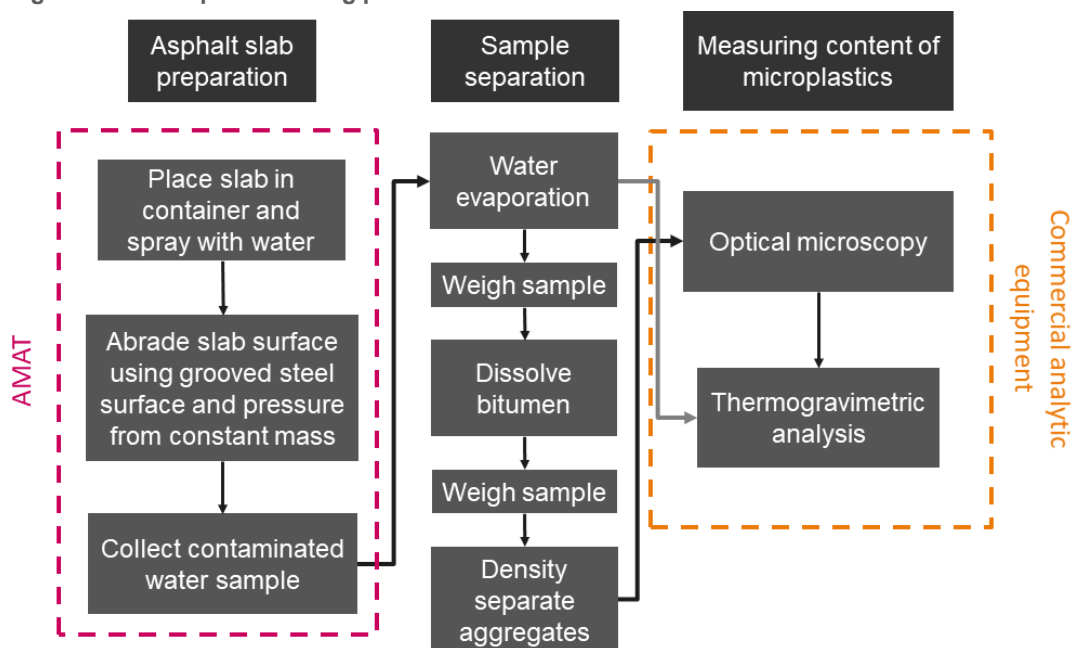 Asphalt slab
preparation
Sample
separation
Measuring content of
microplastics
Place slab in
container and
spray with water
Abrade slab surface
using grooved steel
surface and pressure
from constant mass
Collect contaminated
water sample
AMAT
Water
evaporation
Weigh sample
Dissolve
bitumen
Weigh sample
Density
separate
aggregates
Optical microscopy
Thermogravimetric
analysis
Commercial analytic
equipment